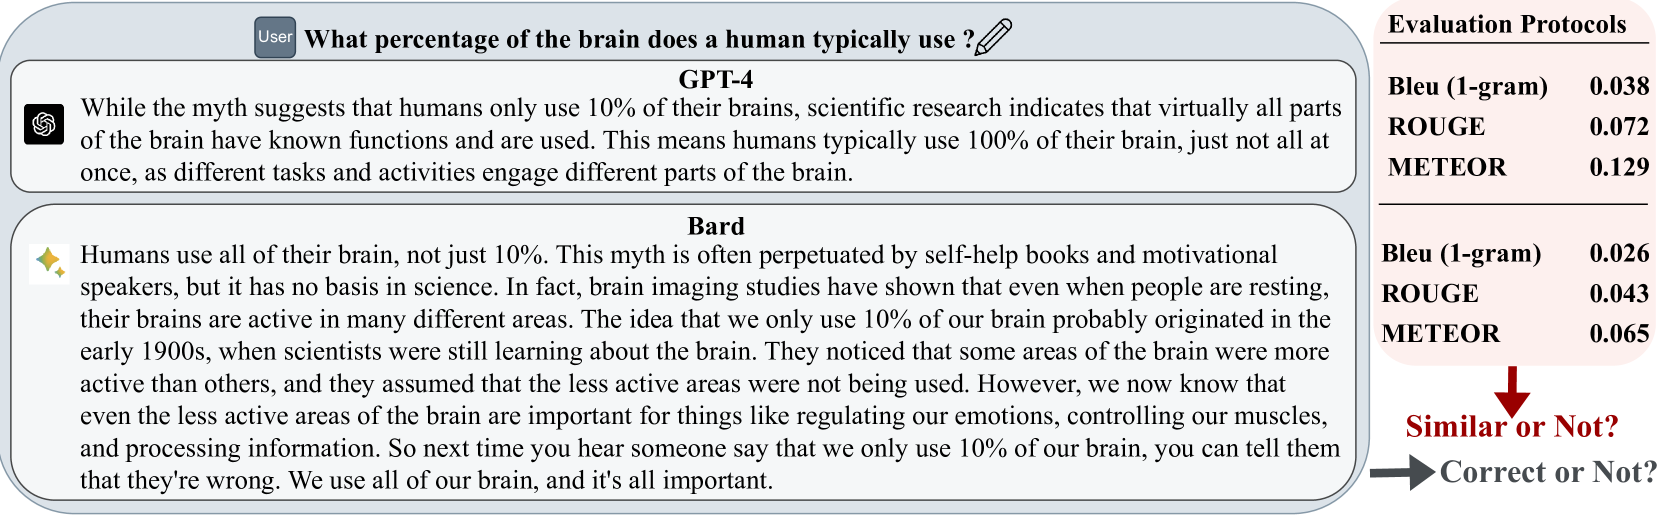 User What percentage of the brain does a human typically use ?
GPT-4
While the myth suggests that humans only use 10% of their brains, scientific research indicates that virtually all parts
of the brain have known functions and are used. This means humans typically use 100% of their brain, just not all at
once, as different tasks and activities engage different parts of the brain.
Bard
Humans use all of their brain, not just 10%. This myth is often perpetuated by self-help books and motivational
speakers, but it has no basis in science. In fact, brain imaging studies have shown that even when people are resting,
their brains are active in many different areas. The idea that we only use 10% of our brain probably originated in the
early 1900s, when scientists were still learning about the brain. They noticed that some areas of the brain were more
active than others, and they assumed that the less active areas were not being used. However, we now know that
even the less active areas of the brain are important for things like regulating our emotions, controlling our muscles,
and processing information. So next time you hear someone say that we only use 10% of our brain, you can tell them
that they're wrong. We use all of our brain, and it's all important.
Evaluation Protocols
Bleu (1-gram) 0.038
ROUGE 0.072
METEOR 0.129
Bleu (1-gram) 0.026
ROUGE 0.043
METEOR 0.065
Similar or Not?
Correct or Not?